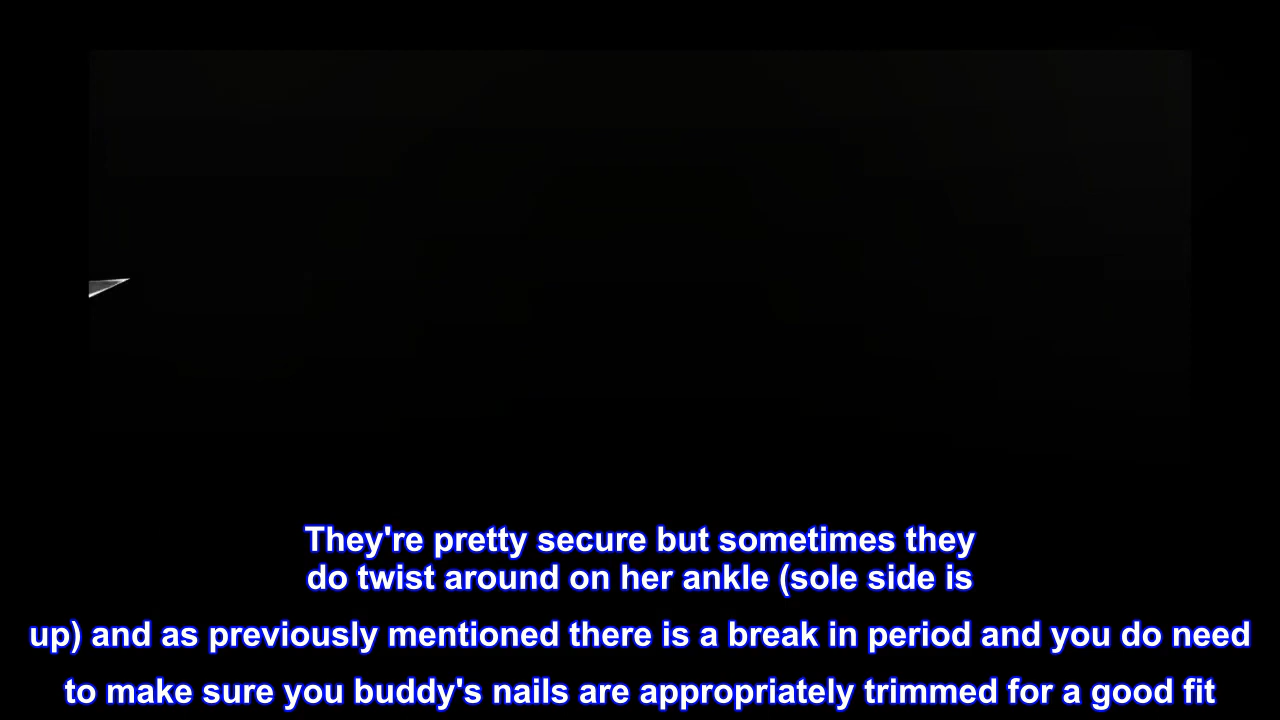 They're pretty secure but sometimes they
do twist around on her ankle (sole side is
up) and as previously mentioned there is a break in period and you do need
to make sure you buddy's nails are appropriately trimmed for a good fit